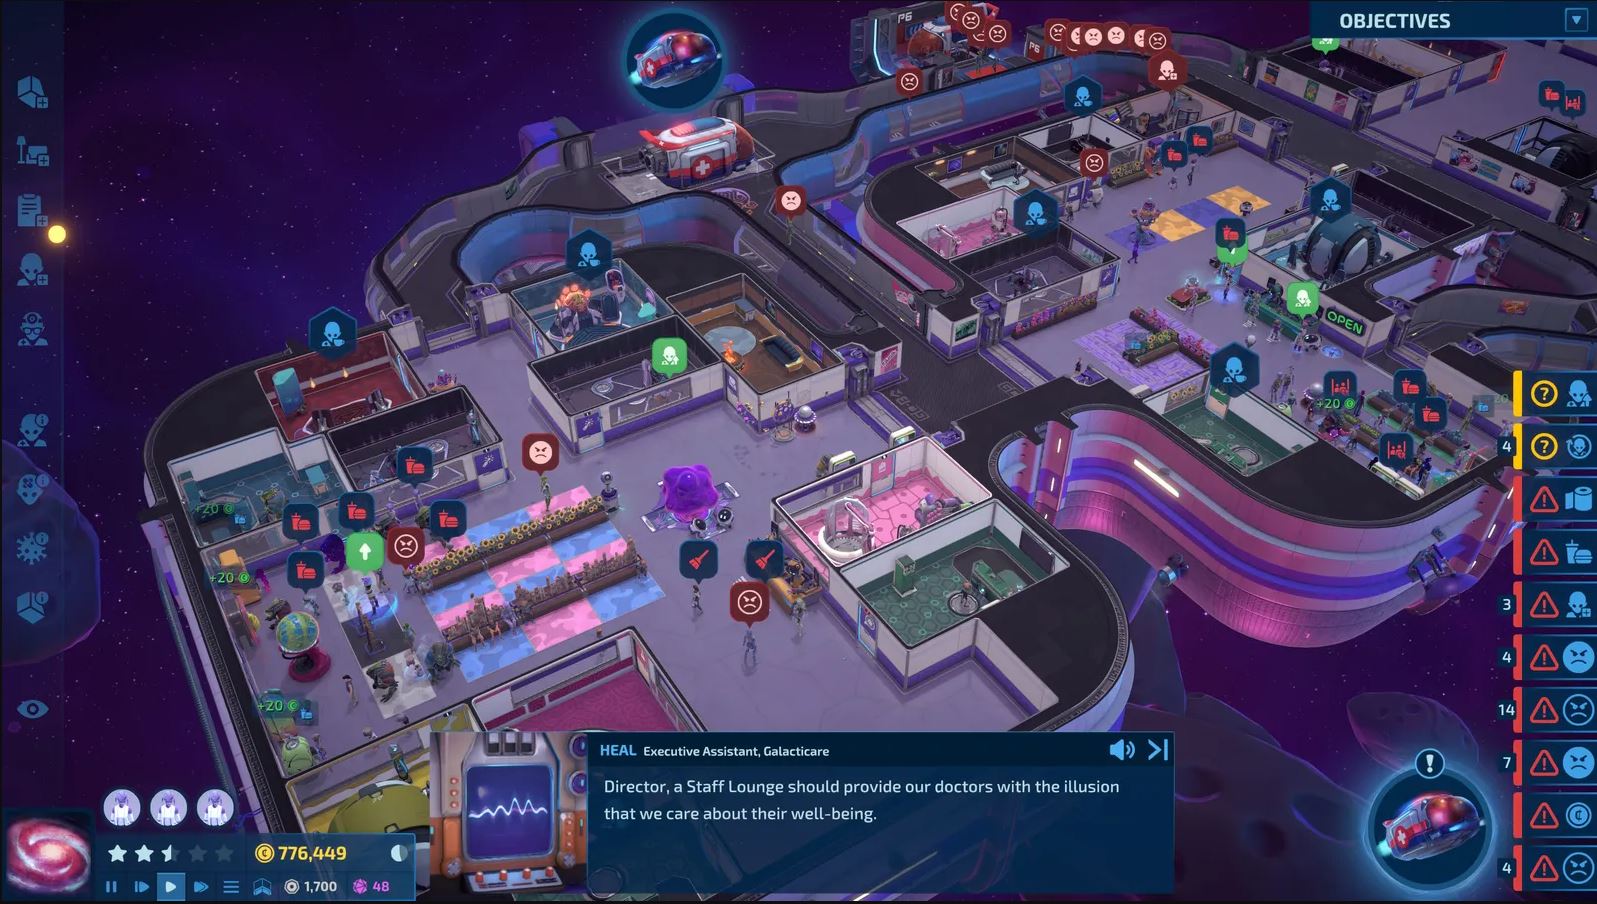 P6
P6
OBJECTIVES
OPEN
+20
+20
+20
+20
4
3
4
14
7
4
HEAL Executive Assistant, Galacticare
Director, a Staff Lounge should provide our doctors with the illusion
that we care about their well-being.
776,449
1,700
48